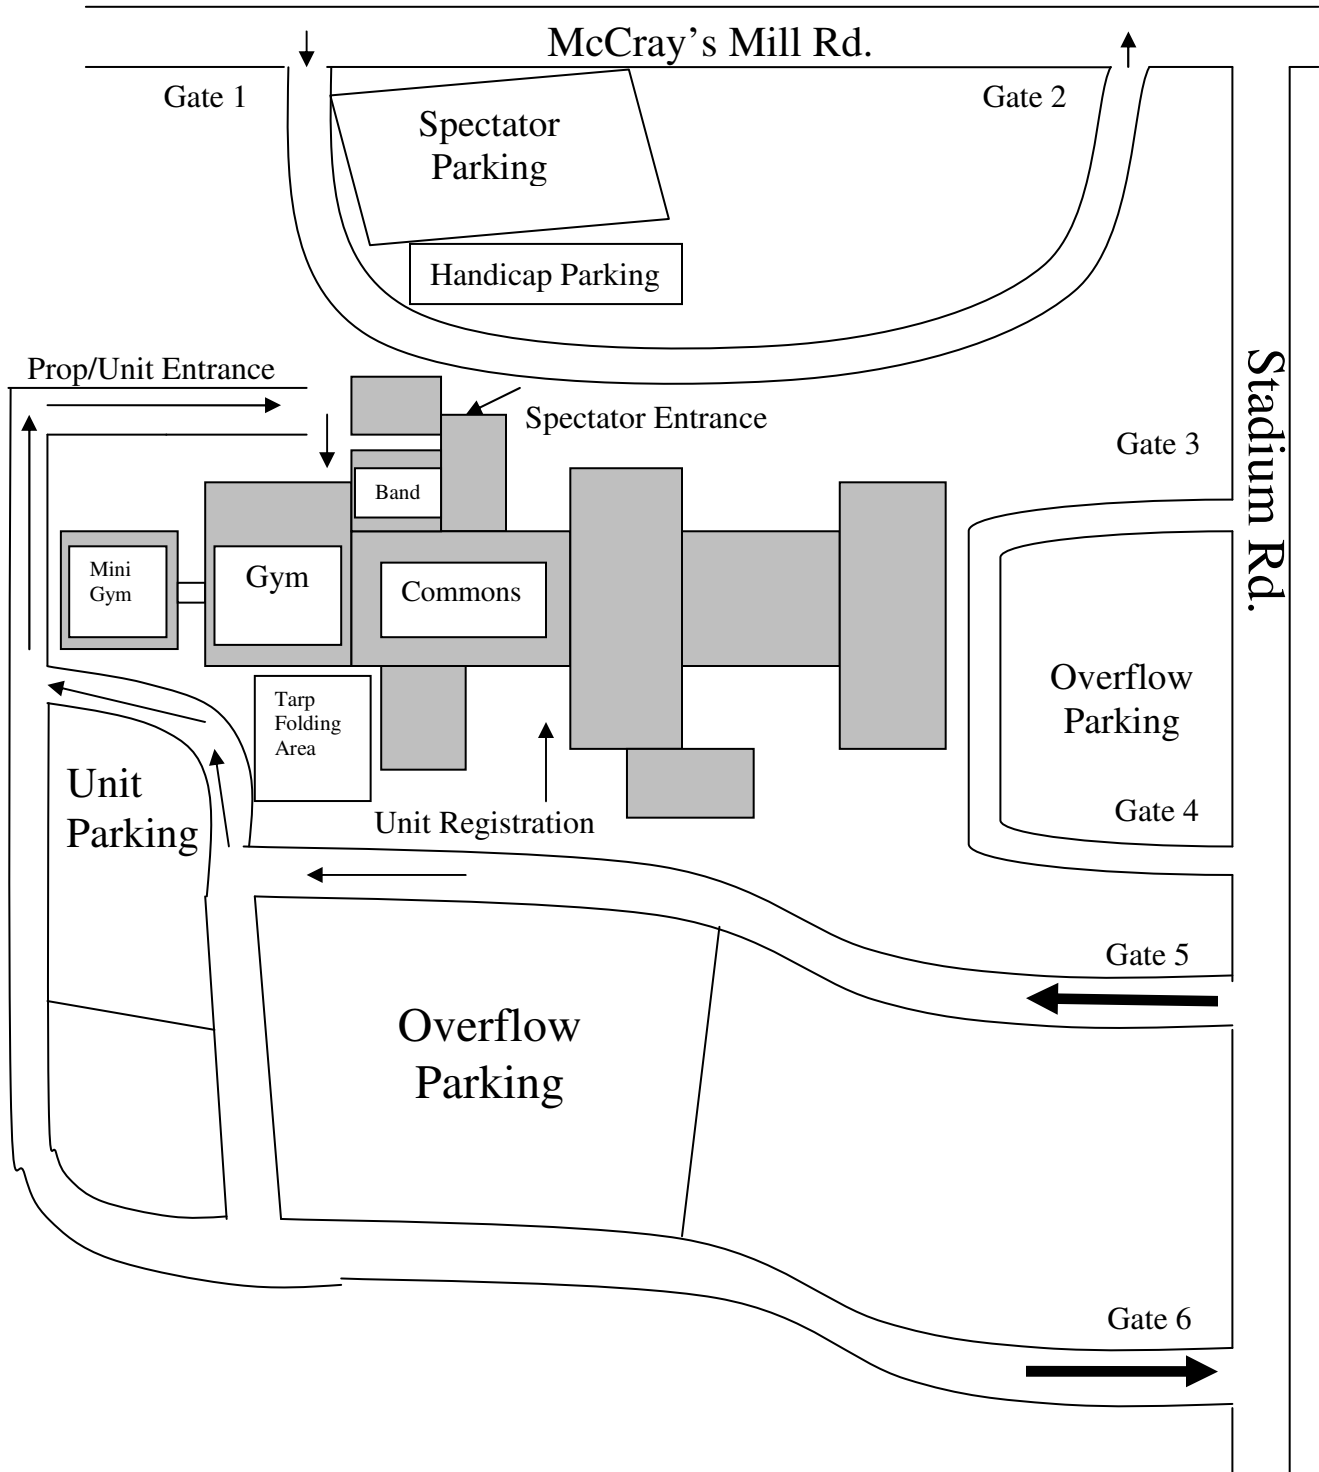 McCray's Mill Rd.
Gate 1
Gate 2
Spectator
Parking
Handicap Parking
Prop/Unit Entrance
Spectator Entrance
Stadium Rd.
Gate 3
Band
Mini
Gym
Gym
Commons
Overflow
Parking
Tarp
Folding
Area
Unit
Parking
Unit Registration
Gate 4
Gate 5
Overflow
Parking
Gate 6